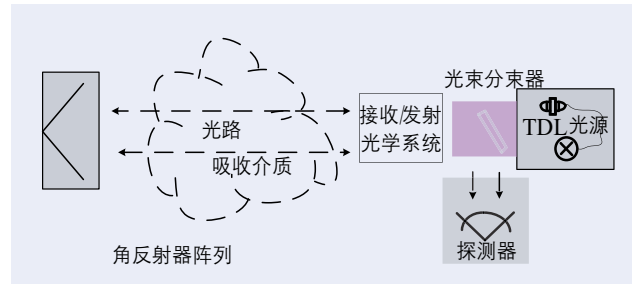 光束分束器
接收/发射
光学系统
TDL光源
光路
吸收介质
探测器
角反射器阵列